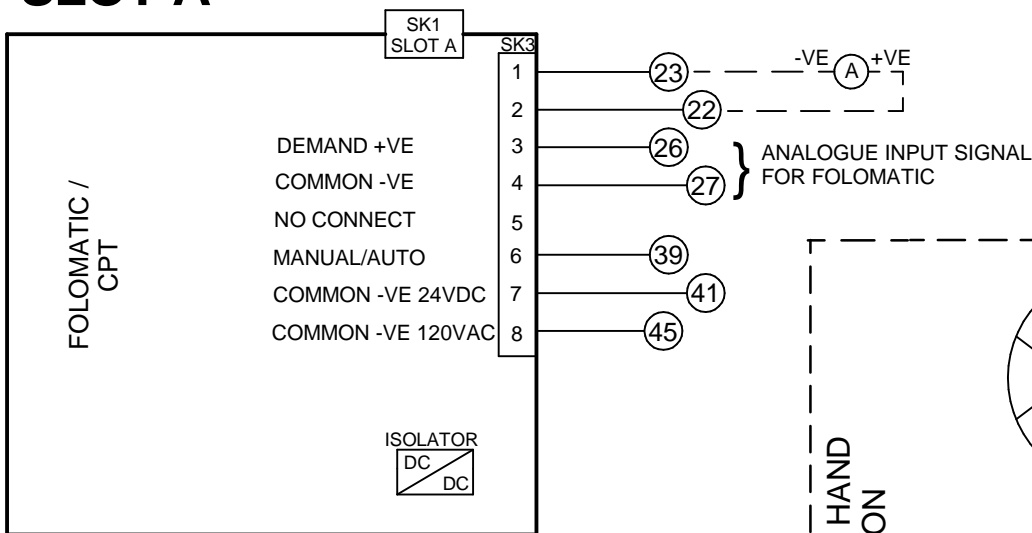 SK1
SLOT A
SK3
1
23
-VE
A
+VE
2
22
DEMAND +VE
3
26
ANALOGUE INPUT SIGNAL
FOR FOLOMATIC
COMMON -VE
4
27
NO CONNECT
5
MANUAL/AUTO
6
39
COMMON -VE 24VDC
7
41
COMMON -VE 120VAC
8
45
FOLOMATIC /
CPT
ISOLATOR
DC
DC
HAND
ON